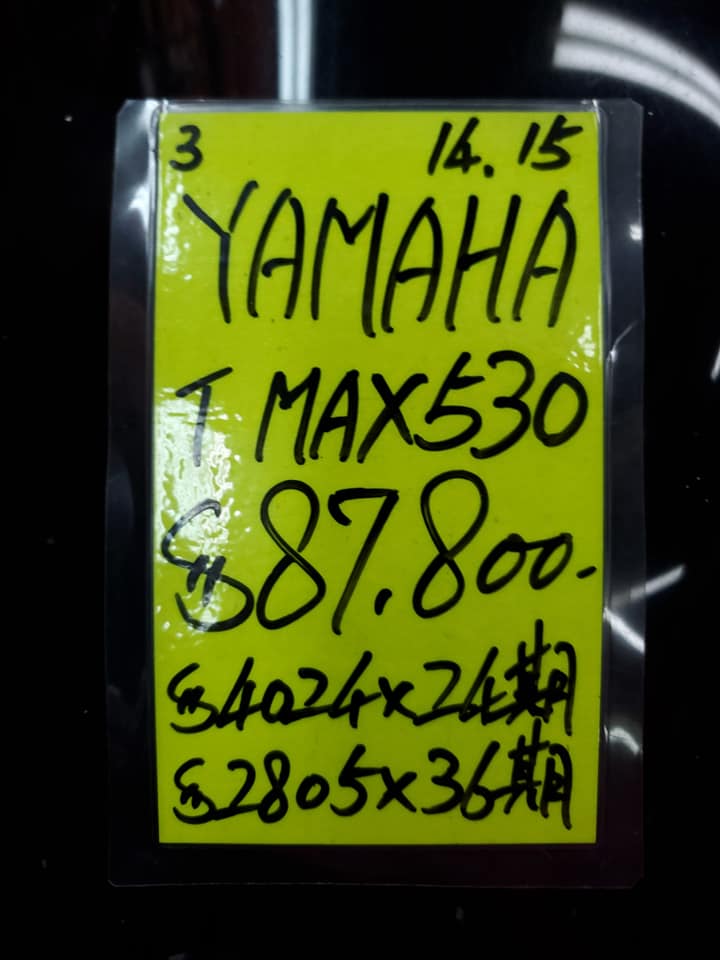 3 14.15
YAMAHA
T MAX530
$87.800.-
$4024x24期
$2805x36期